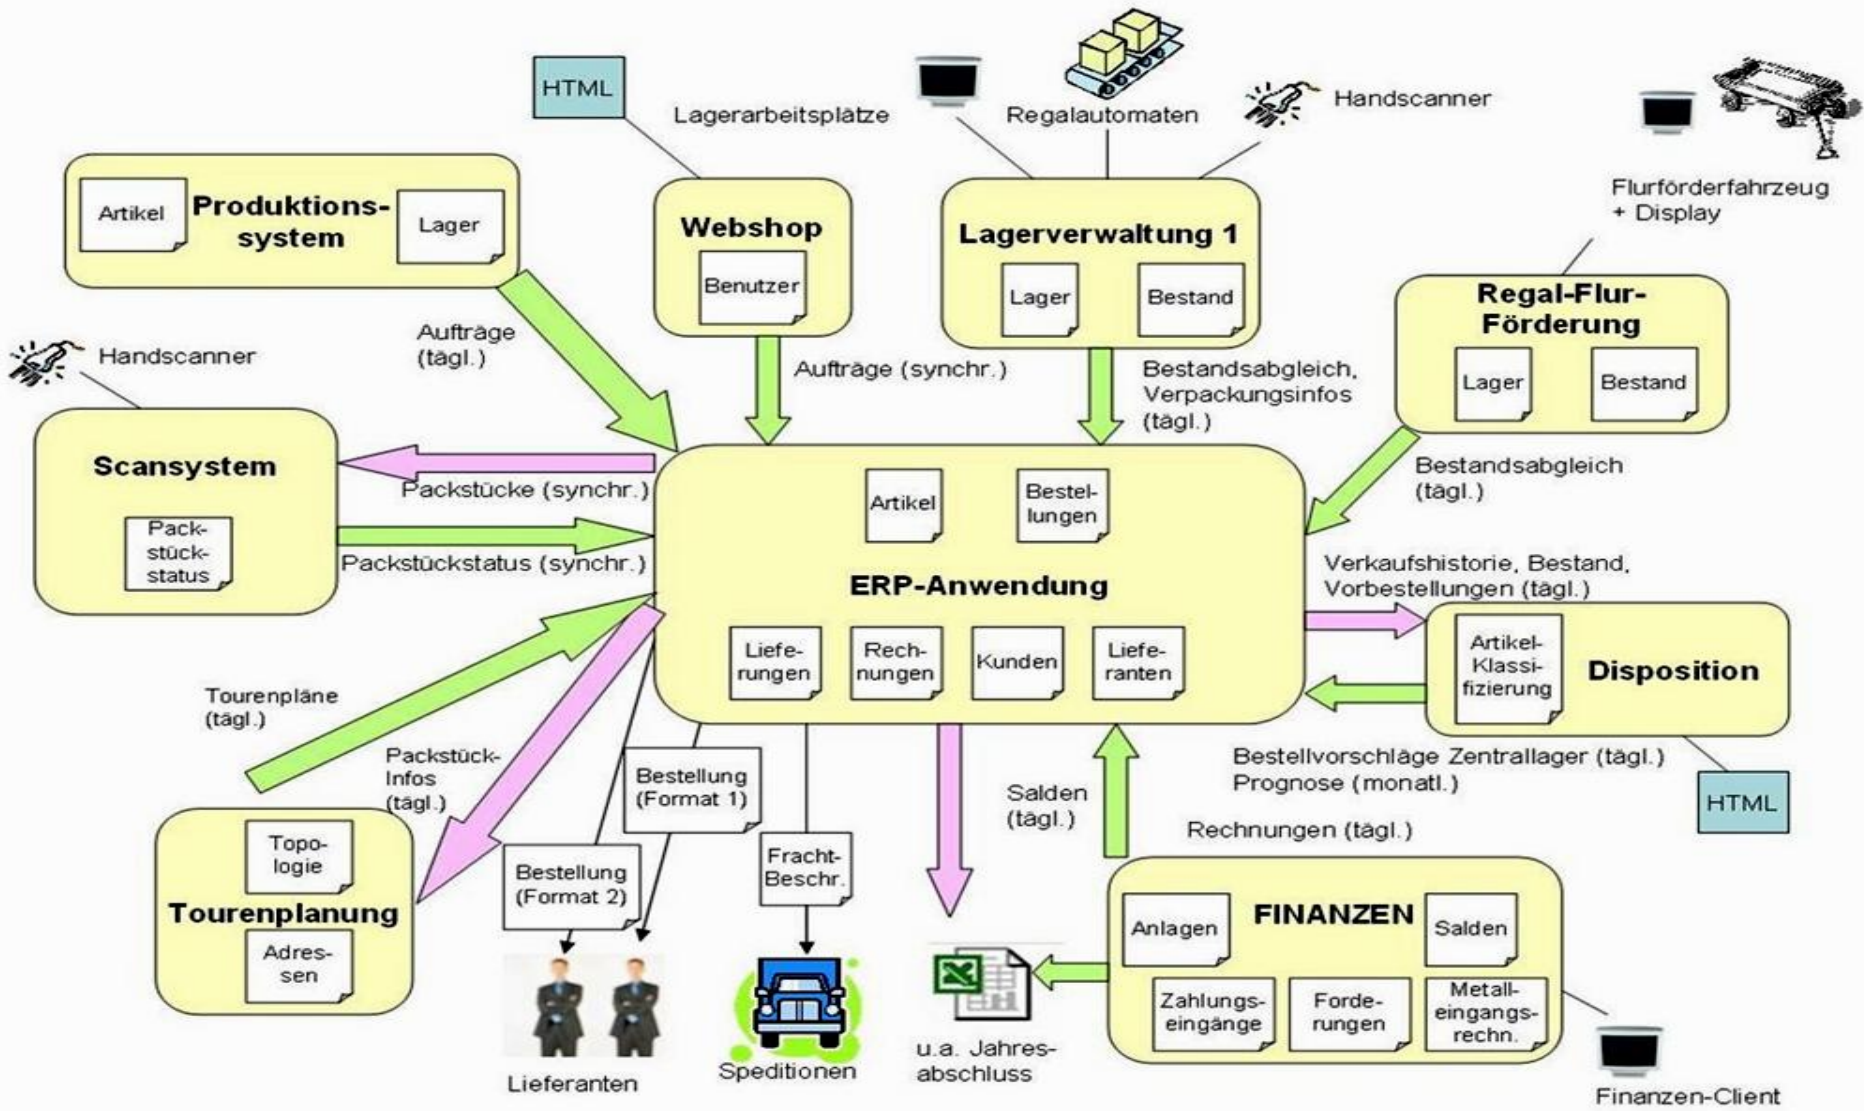 HTML
Lagerarbeitsplätze
Regalautomaten
Handscanner
Flurförderfahrzeug
+ Display
Artikel
Produktions-
system
Lager
Webshop
Benutzer
Lagerverwaltung 1
Lager
Bestand
Regal-Flur-
Förderung
Lager
Bestand
Aufträge
(tägl.)
Handscanner
Aufträge (synchr.)
Bestandsabgleich,
Verpackungsinfos
(tägl.)
Bestandsabgleich
(tägl.)
Scansystem
Pack-
stück-
status
Packstücke (synchr.)
Packstückstatus (synchr.)
Artikel
Bestel-
lungen
ERP-Anwendung
Liefe-
rungen
Rech-
nungen
Kunden
Liefe-
ranten
Verkaufshistorie, Bestand,
Vorbestellungen (tägl.)
Artikel-
Klassi-
fizierung
Disposition
Bestellvorschläge Zentrallager (tägl.)
Prognose (monatl.)
HTML
Tourenpläne
(tägl.)
Packstück-
Infos
(tägl.)
Bestellung
(Format 1)
Bestellung
(Format 2)
Fracht-
Beschr.
Salden
(tägl.)
Rechnungen (tägl.)
Topo-
logie
Tourenplanung
Adres-
sen
Lieferanten
Speditionen
u.a. Jahres-
abschluss
Anlagen
FINANZEN
Salden
Zahlungs-
eingänge
Forde-
rungen
Metall-
eingangs-
rechn.
Finanzen-Client